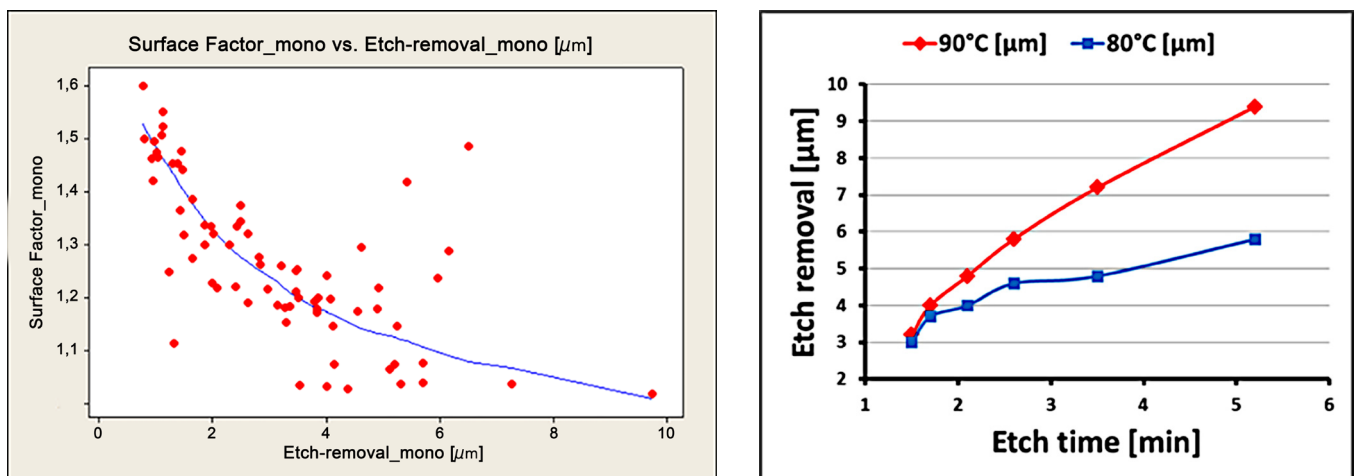 Surface Factor_mono vs. Etch-removal_mono [μm]
Surface Factor_mono
1,6
1,5
1,4
1,3
1,2
1,1
0 2 4 6 8 10
Etch-removal_mono [μm]
90°C [μm] 80°C [μm]
Etch removal [μm]
10
9
8
7
6
5
4
3
2
1 2 3 4 5 6
Etch time [min]